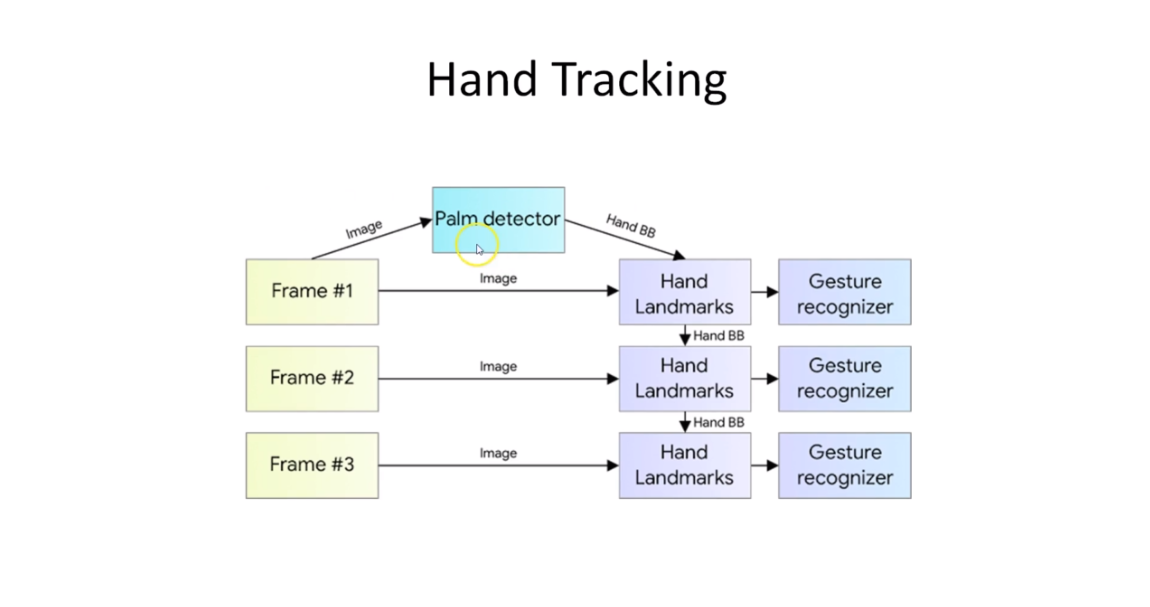 Hand Tracking
Palm detector
Image
Hand BB
Frame #1
Image
Hand
Landmarks
Gesture
recognizer
Hand BB
Frame #2
Image
Hand
Landmarks
Gesture
recognizer
Hand BB
Frame #3
Image
Hand
Landmarks
Gesture
recognizer